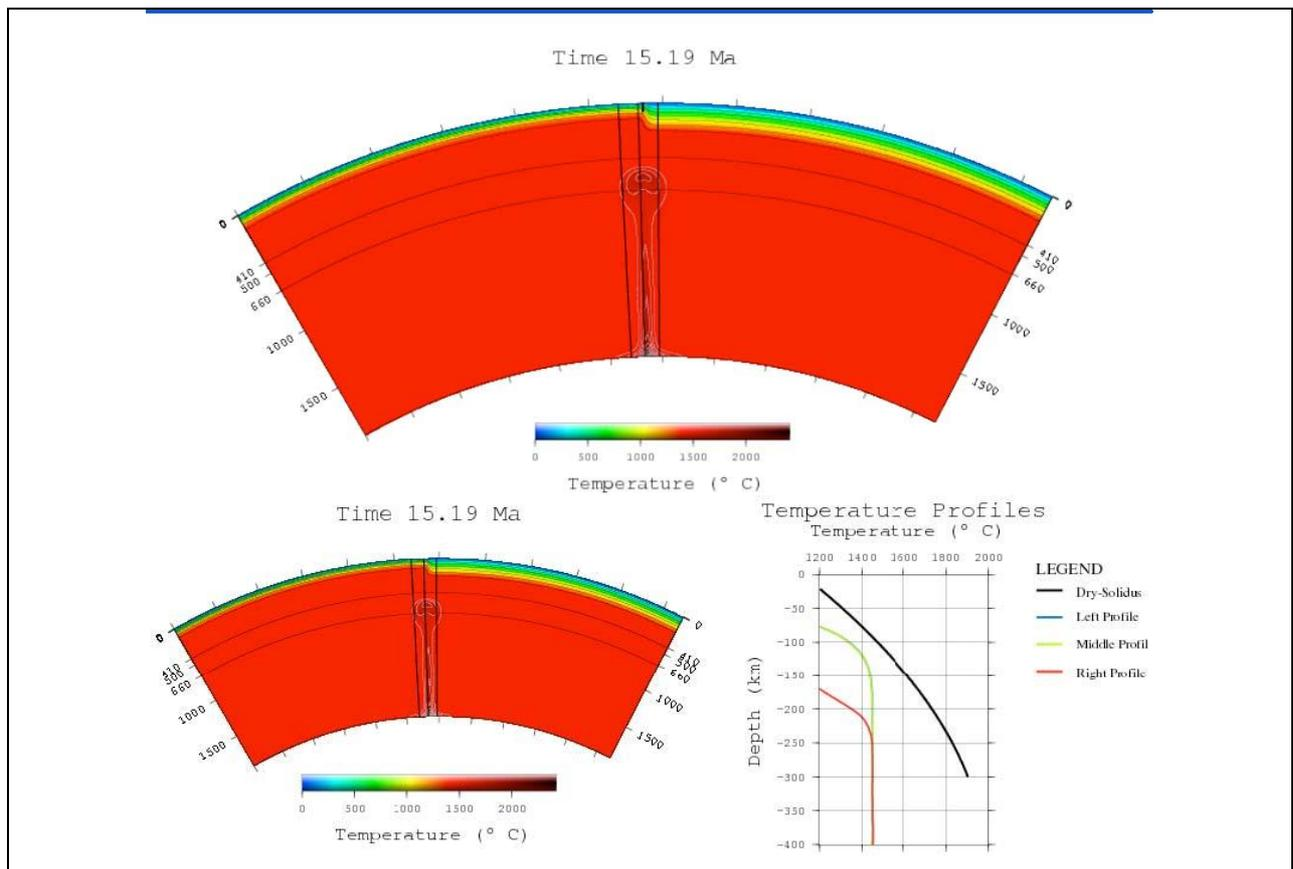 Time 15.19 Ma
0
410
500
660
1000
1500
0
410
500
660
1000
1500
0 500 1000 1500 2000
Temperature (° C)
Time 15.19 Ma
0
410
500
660
1000
1500
0
410
500
660
1000
1500
0 500 1000 1500 2000
Temperature (° C)
Temperature Profiles
Temperature (° C)
1200 1400 1600 1800 2000
0
-50
-100
-150
-200
-250
-300
-350
-400
Depth (km)
LEGEND
Dry-Solidus
Left Profile
Middle Profil
Right Profile